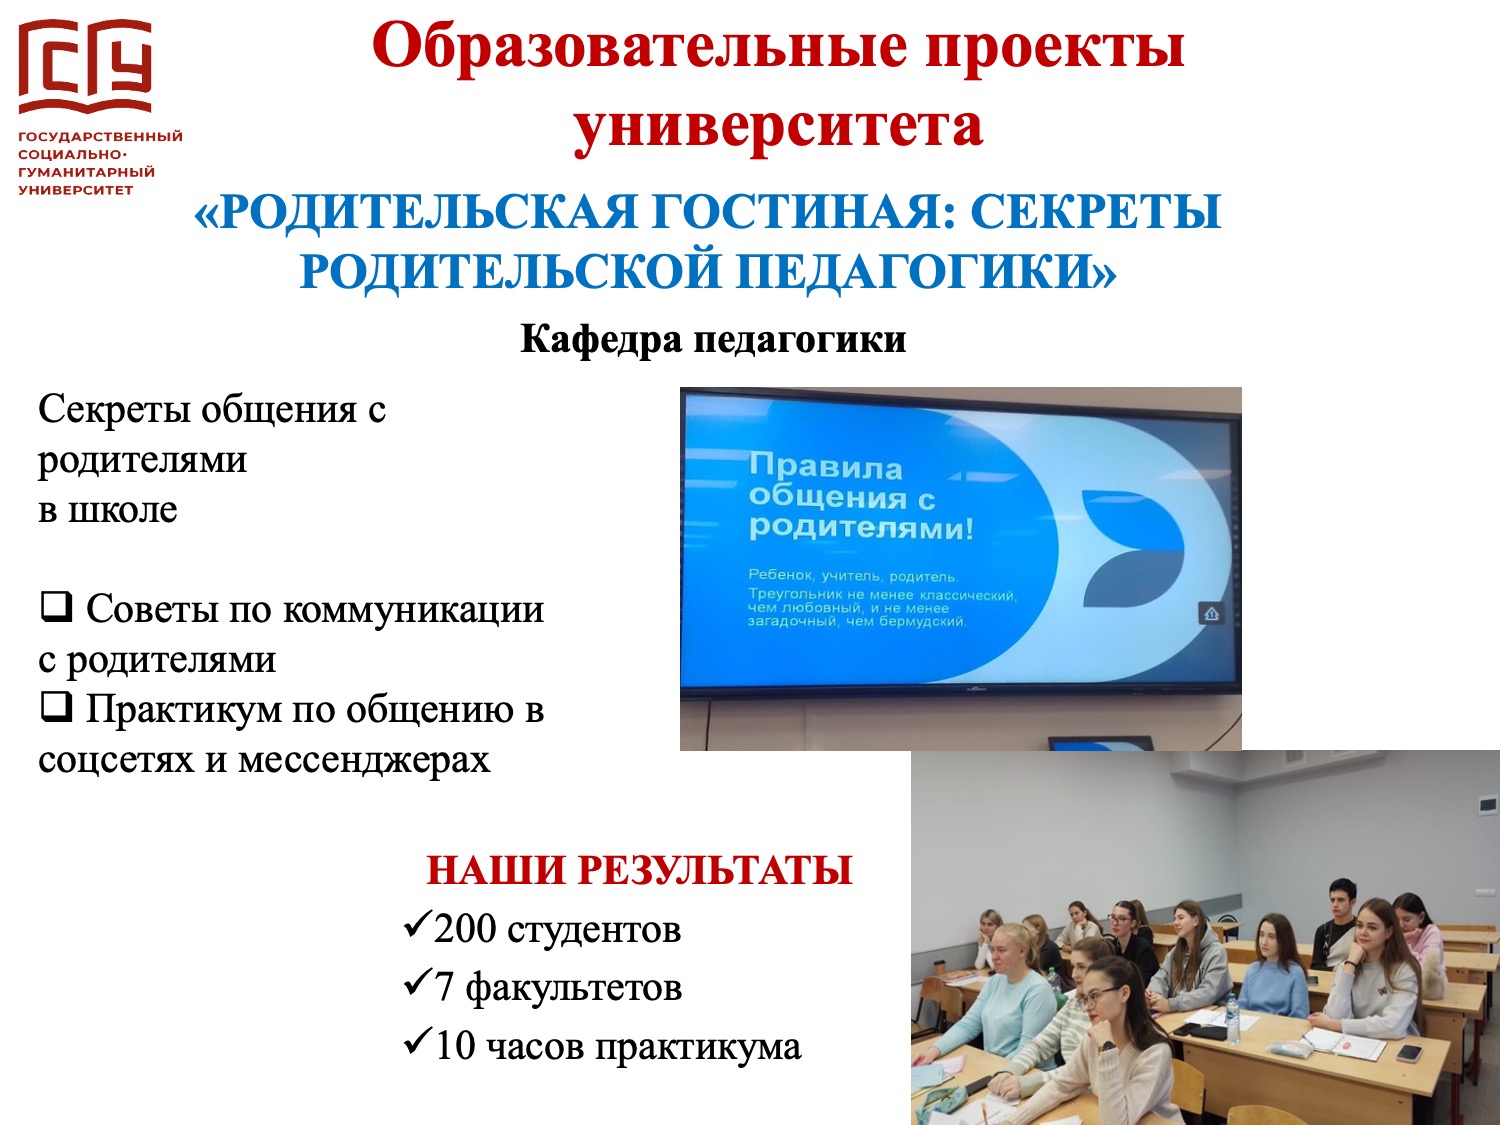 ГСГУ
ГОСУДАРСТВЕННЫЙ
СОЦИАЛЬНО-
ГУМАНИТАРНЫЙ
УНИВЕРСИТЕТ
Образовательные проекты
университета
«РОДИТЕЛЬСКАЯ ГОСТИНАЯ: СЕКРЕТЫ
РОДИТЕЛЬСКОЙ ПЕДАГОГИКИ»
Кафедра педагогики
Секреты общения с
родителями
в школе
❑ Советы по коммуникации
с родителями
❑ Практикум по общению в
соцсетях и мессенджерах
Правила
общения с
родителями!
Ребенок, учитель, родитель.
Треугольник не менее классический,
чем любовный, и не менее
загадочный, чем бермудский.
НАШИ РЕЗУЛЬТАТЫ
✓200 студентов
✓7 факультетов
✓10 часов практикума